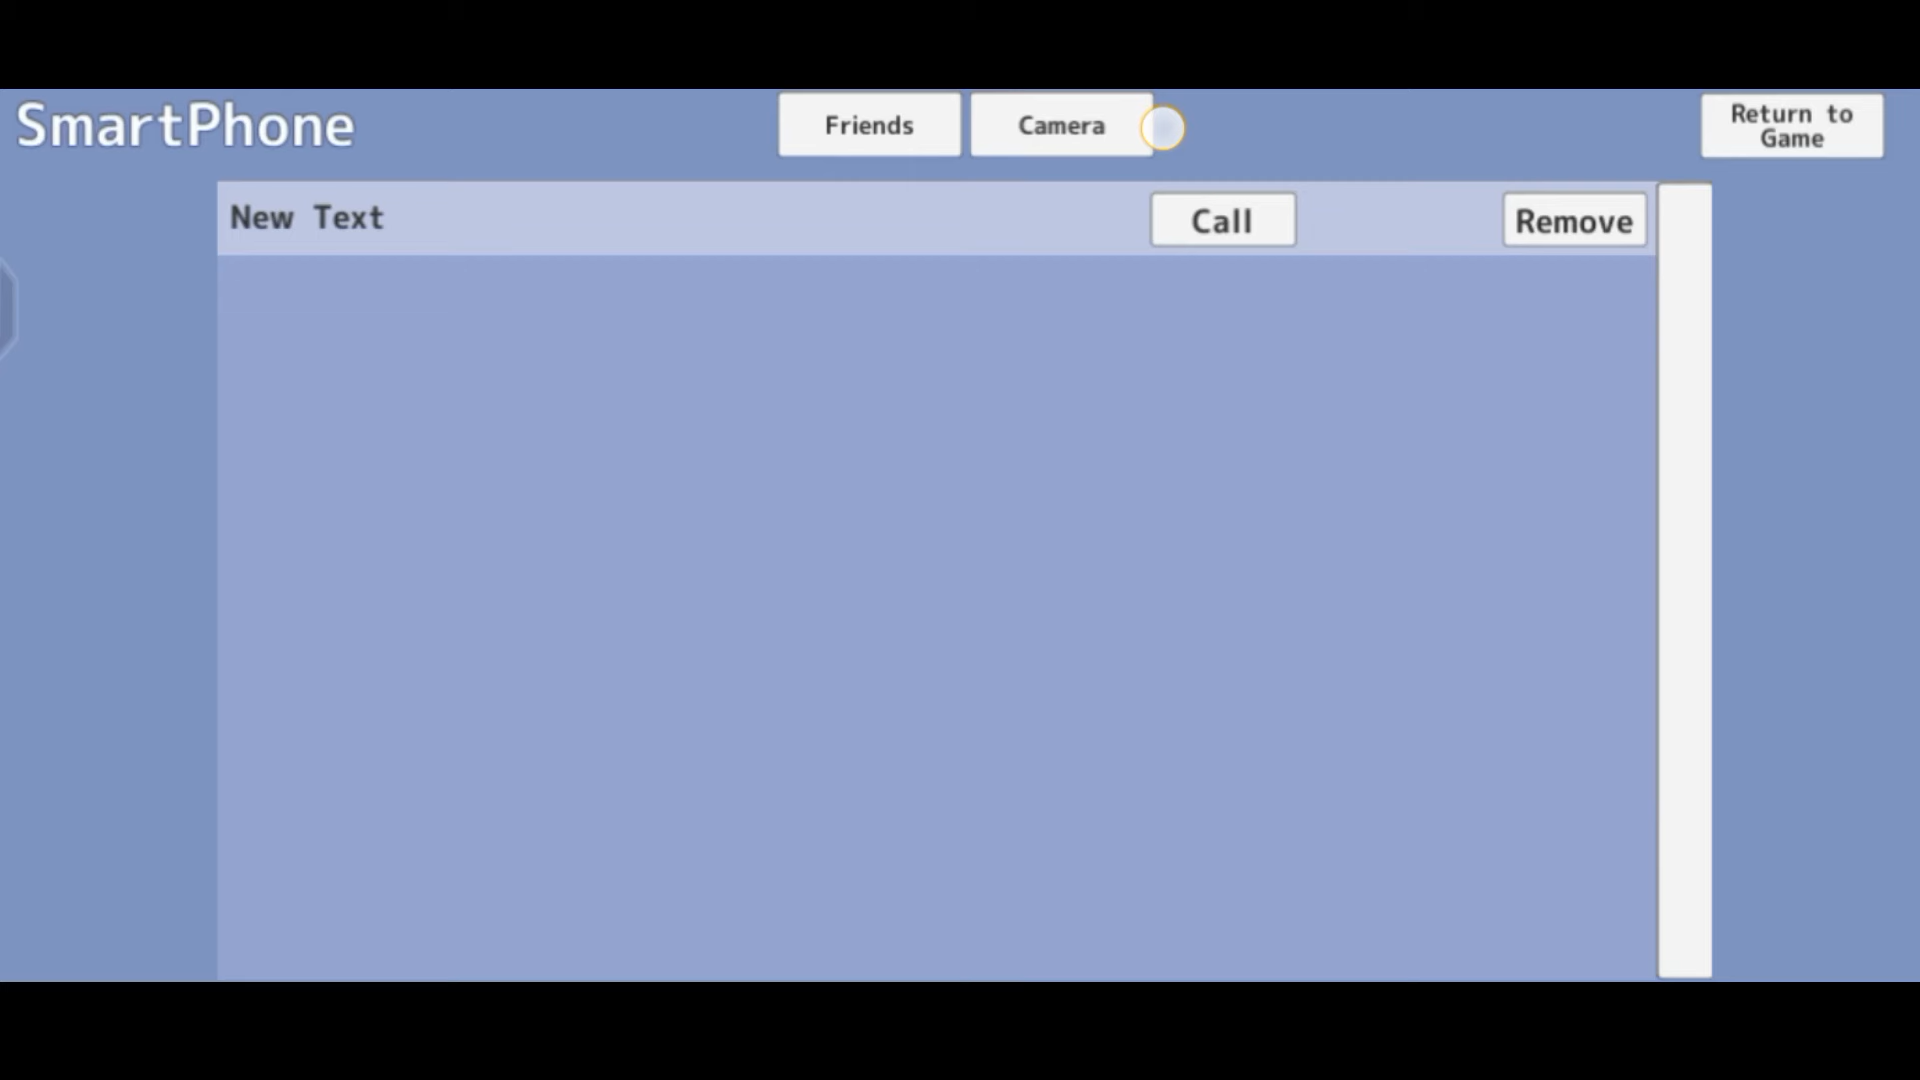 SmartPhone
Friends
Camera
Return to
Game
New Text
Call
Remove